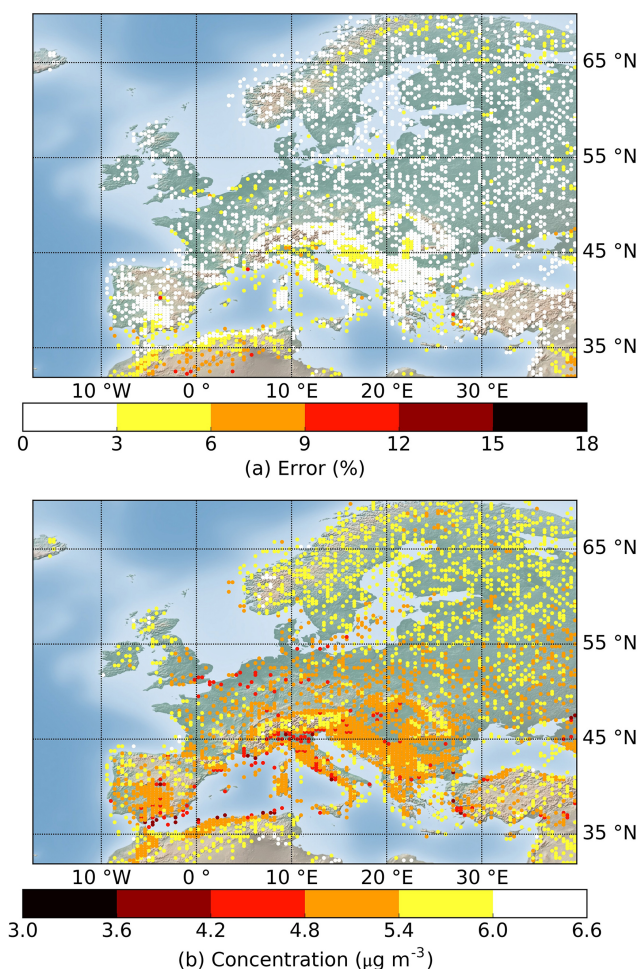 65 °N
55 °N
45 °N
35 °N
10 °W 0 ° 10 °E 20 °E 30 °E
0 3 6 9 12 15 18
(a) Error (%)
65 °N
55 °N
45 °N
35 °N
10 °W 0 ° 10 °E 20 °E 30 °E
3.0 3.6 4.2 4.8 5.4 6.0 6.6
(b) Concentration (µg m⁻³)